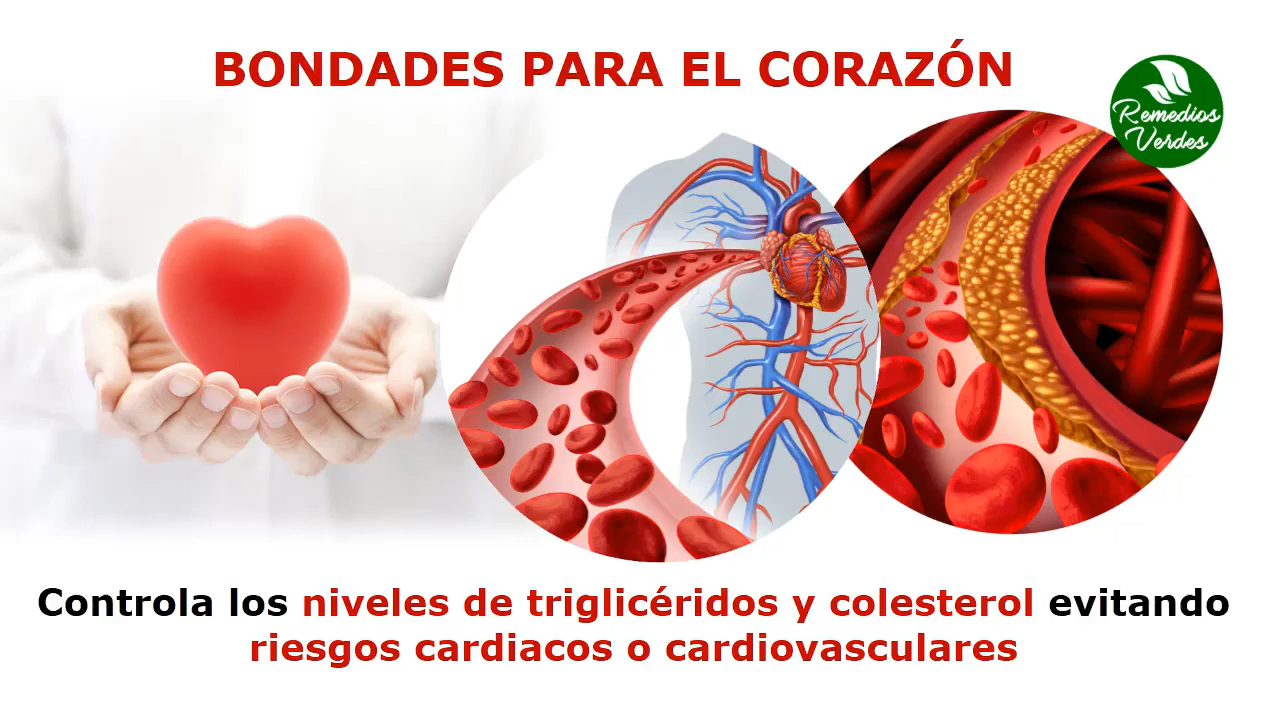 BONDADES PARA EL CORAZÓN
Remedios
Verdes
Controla los niveles de triglicéridos y colesterol evitando
riesgos cardiacos o cardiovasculares